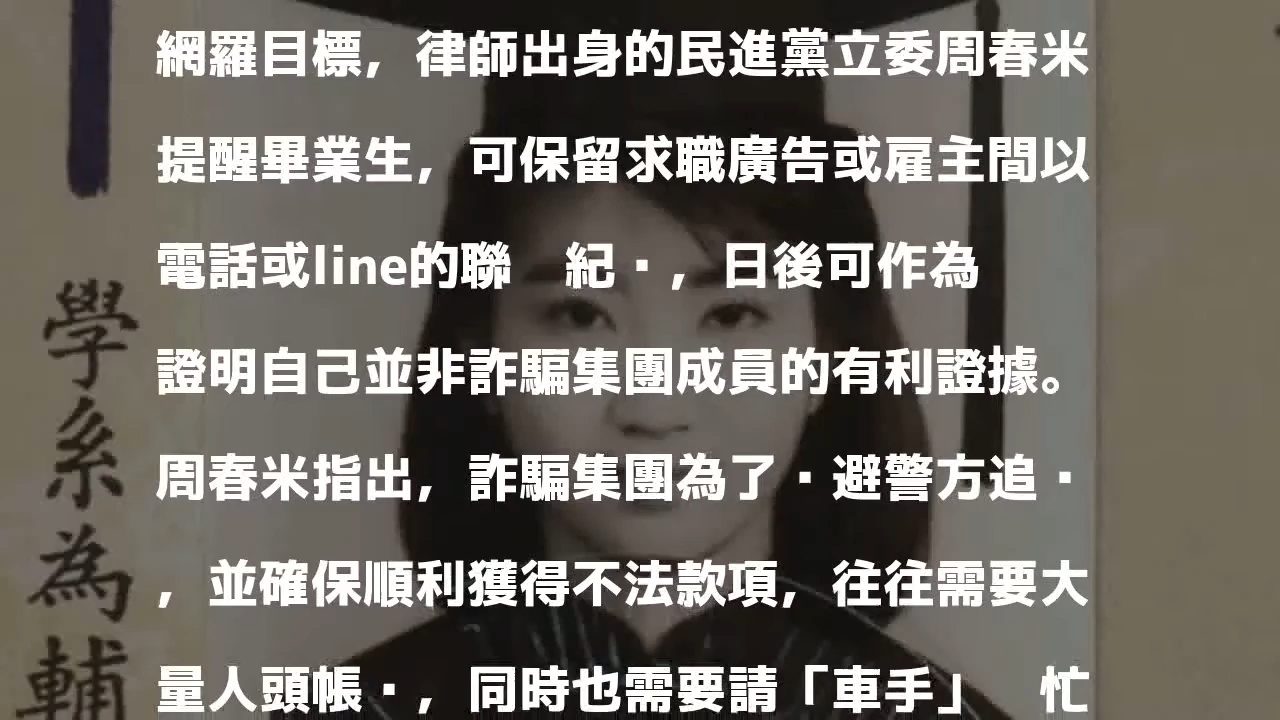 網羅目標，律師出身的民進黨立委周春米
提醒畢業生，可保留求職廣告或雇主間以
電話或line的聯　紀▪，日後可作為
證明自己並非詐騙集團成員的有利證據。
周春米指出，詐騙集團為了▪避警方追▪
，並確保順利獲得不法款項，往往需要大
量人頭帳▪，同時也需要請「車手」　忙
學系為輔